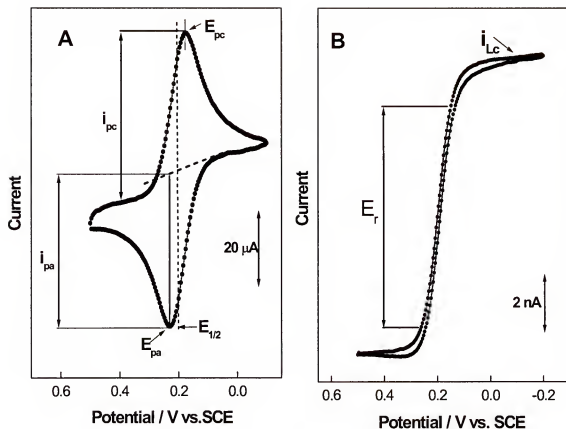 A
E_pc
i_pc
i_pa
20 µA
E_1/2
E_pa
Current
0.6 0.4 0.2 0.0
Potential / V vs.SCE
B
i_Lc
E_r
2 nA
Current
0.6 0.4 0.2 0.0 -0.2
Potential / V vs. SCE